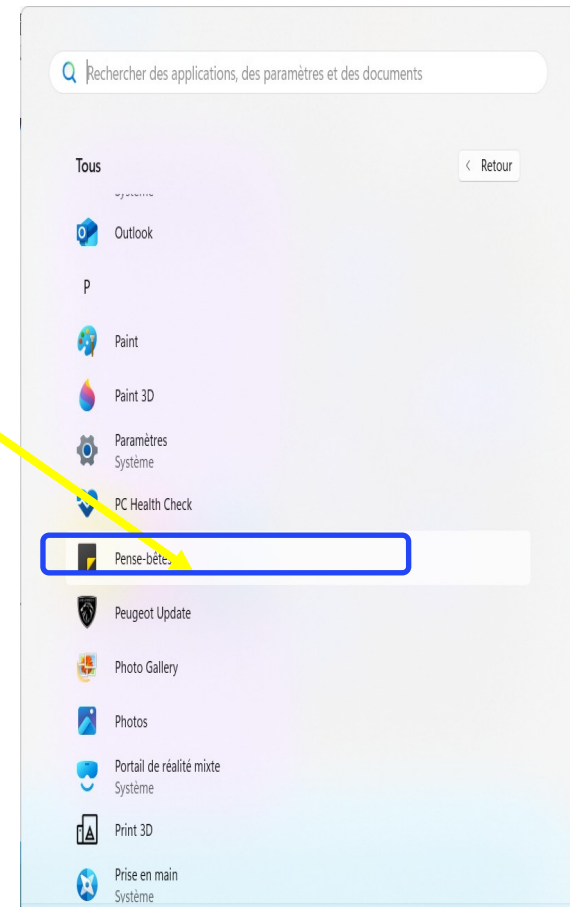 Rechercher des applications, des paramètres et des documents
Tous
Retour
Système
Outlook
P
Paint
Paint 3D
Paramètres
Système
PC Health Check
Pense-bêtes
Peugeot Update
Photo Gallery
Photos
Portail de réalité mixte
Système
Print 3D
Prise en main
Système